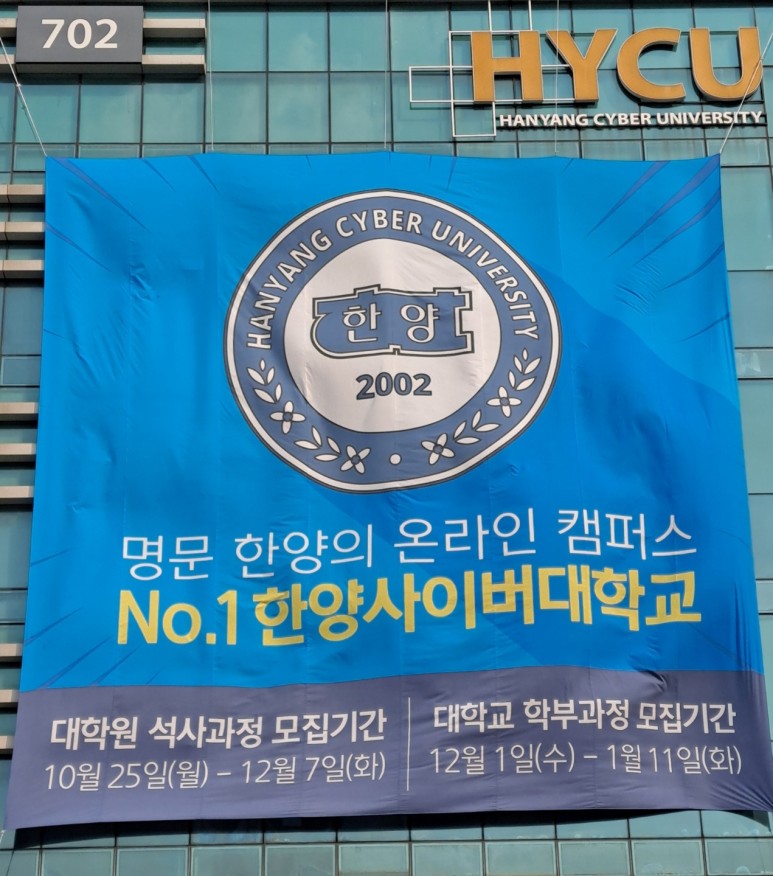 702
HYCU
HANYANG CYBER UNIVERSITY
HANYANG CYBER UNIVERSITY
한양
2002
명문 한양의 온라인 캠퍼스
No.1 한양사이버대학교
대학원 석사과정 모집기간
10월 25일(월) – 12월 7일(화)
대학교 학부과정 모집기간
12월 1일(수) – 1월 11일(화)